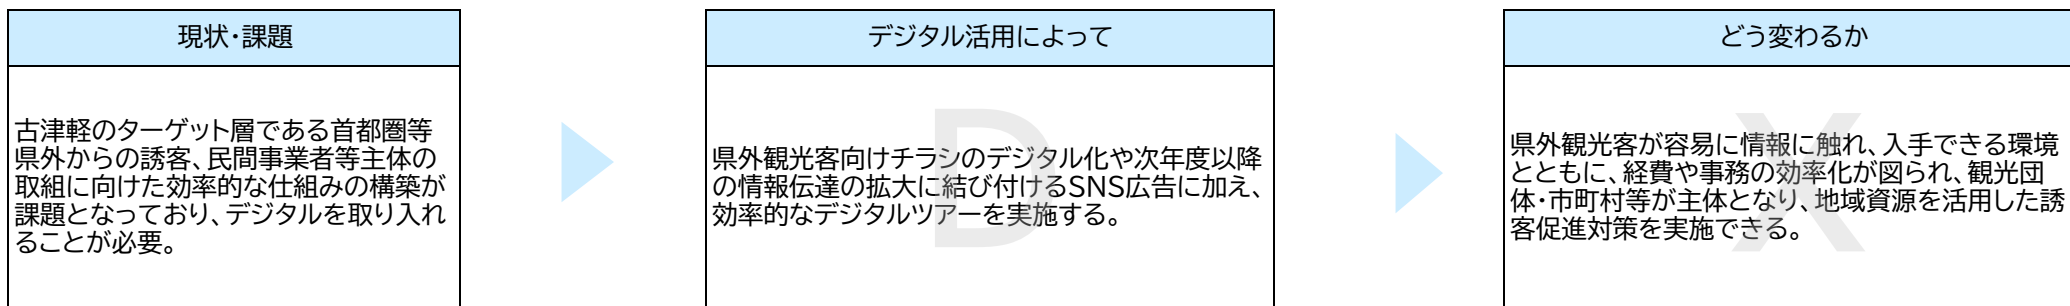 現状・課題
古津軽のターゲット層である首都圏等
県外からの誘客、民間事業者等主体の
取組に向けた効率的な仕組みの構築が
課題となっており、デジタルを取り入れ
ることが必要。
デジタル活用によって
県外観光客向けチラシのデジタル化や次年度以降
の情報伝達の拡大に結び付けるSNS広告に加え、
効率的なデジタルツアーを実施する。
D
どう変わるか
県外観光客が容易に情報に触れ、入手できる環境
とともに、経費や事務の効率化が図られ、観光団
体・市町村等が主体となり、地域資源を活用した誘
客促進対策を実施できる。
X